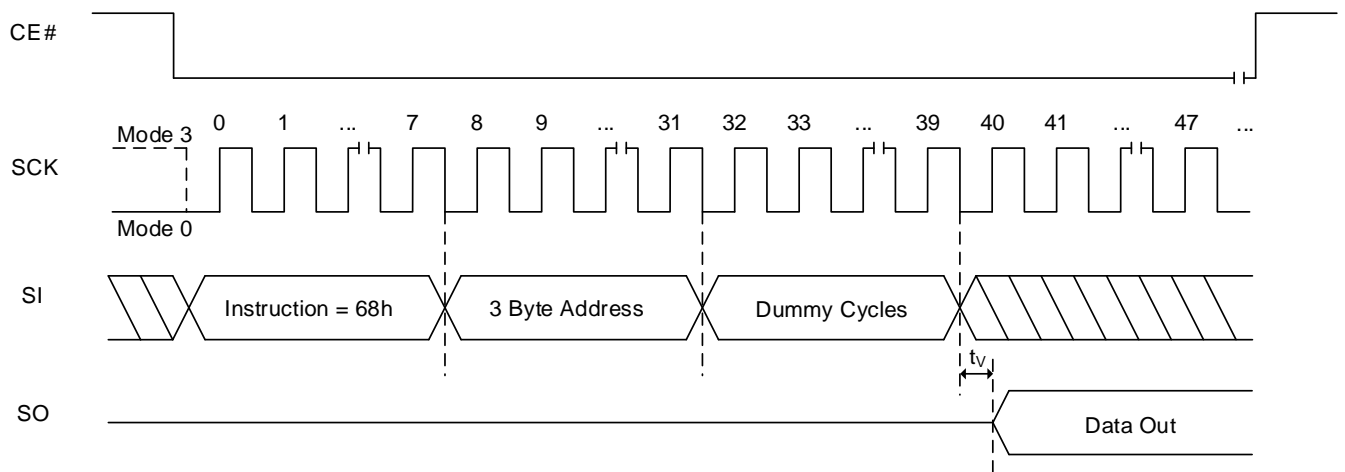 CE#
0 1 ... 7 8 9 ... 31 32 33 ... 39 40 41 ... 47 ...
Mode 3
SCK
Mode 0
SI
Instruction = 68h
3 Byte Address
Dummy Cycles
tV
SO
Data Out